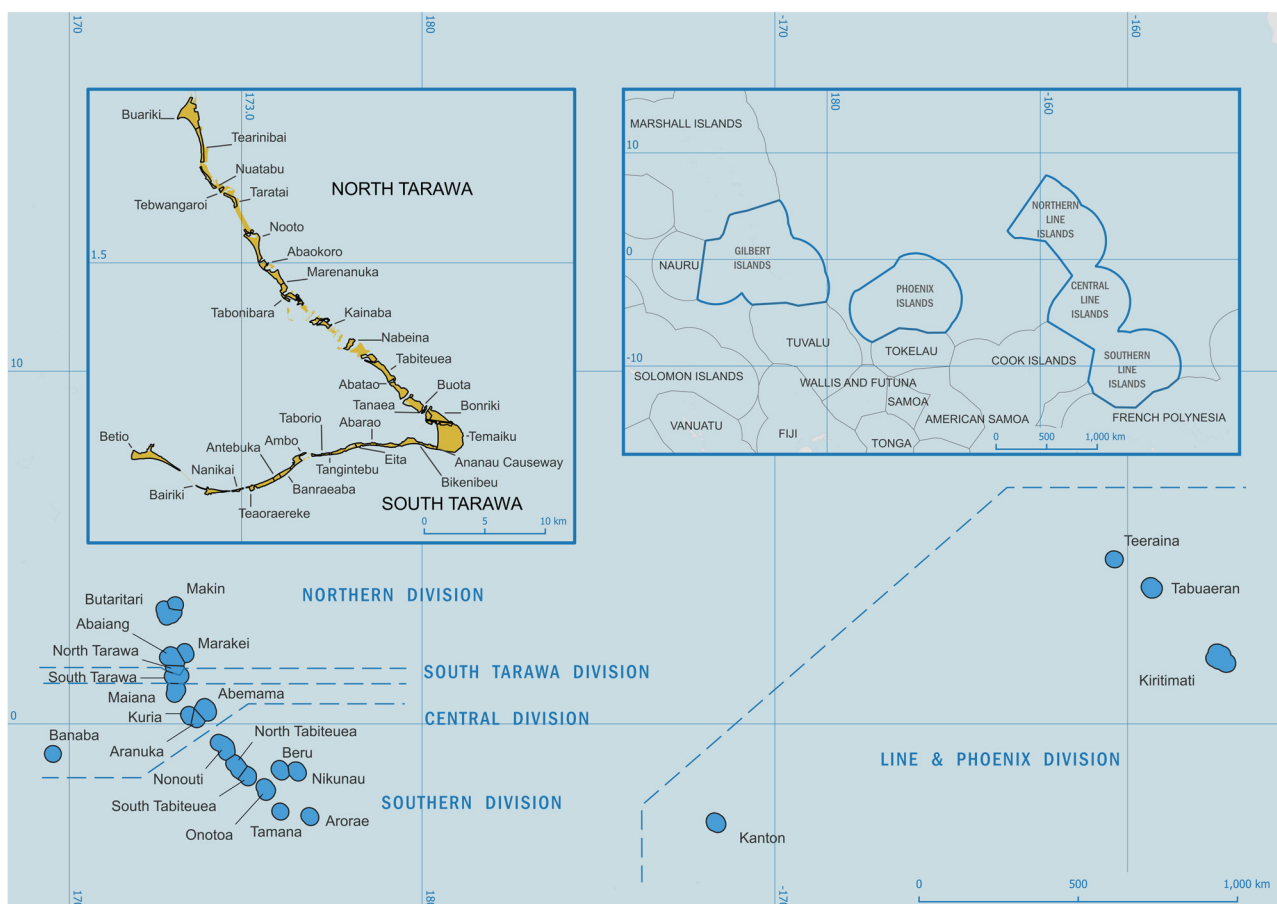 170
180
-170
-160
173.0
Buariki
Tearinibai
Nuatabu
Taratai
Tebwangaroi
NORTH TARAWA
Nooto
Abaokoro
1.5
Marenanuka
Tabonibara
Kainaba
Nabeina
Tabiteuea
Abatao
Buota
Tanaea
Bonriki
Taborio
Abarao
Temaiku
Betio
Ambo
Antebuka
Eita
Ananau Causeway
Nanikai
Tangintebu
Bikenibeu
Bairiki
Banraeaba
Teaoraereke
SOUTH TARAWA
0
5
10 km
180
-160
MARSHALL ISLANDS
10
NORTHERN
LINE
ISLANDS
GILBERT
ISLANDS
0
NAURU
PHOENIX
ISLANDS
CENTRAL
LINE
ISLANDS
TUVALU
TOKELAU
COOK ISLANDS
SOUTHERN
LINE
ISLANDS
-10
SOLOMON ISLANDS
WALLIS AND FUTUNA
SAMOA
AMERICAN SAMOA
FRENCH POLYNESIA
VANUATU
FIJI
TONGA
0
500
1,000 km
10
Teeraina
Tabuaeran
Kiritimati
Makin
Butaritari
NORTHERN DIVISION
Abaiang
Marakei
North Tarawa
South Tarawa
SOUTH TARAWA DIVISION
Maiana
Abemama
Kuria
CENTRAL DIVISION
0
Banaba
Aranuka
North Tabiteuea
Beru
Nonouti
Nikunau
LINE & PHOENIX DIVISION
South Tabiteuea
SOUTHERN DIVISION
Onotoa
Tamana
Arorae
Kanton
170
180
-170
0
500
1,000 km